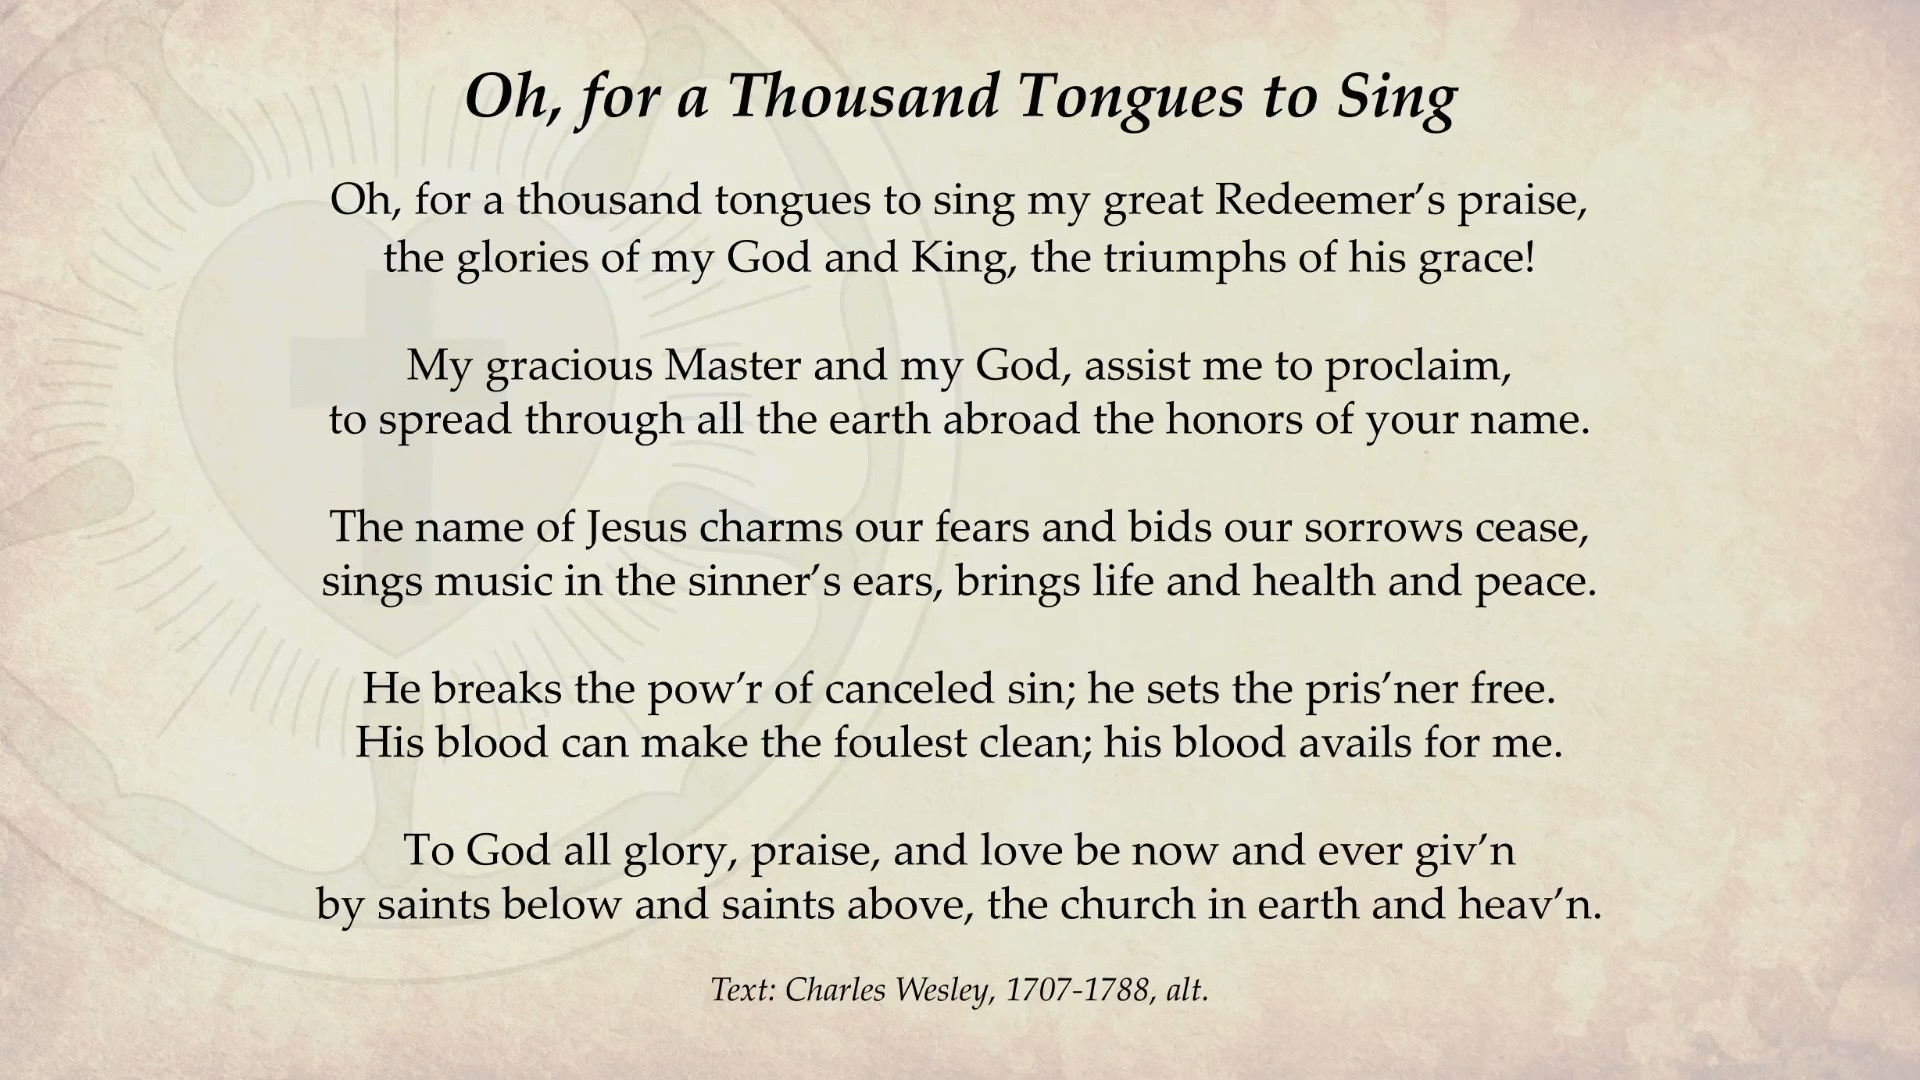 Oh, for a Thousand Tongues to Sing
Oh, for a thousand tongues to sing my great Redeemer’s praise,
the glories of my God and King, the triumphs of his grace!
My gracious Master and my God, assist me to proclaim,
to spread through all the earth abroad the honors of your name.
The name of Jesus charms our fears and bids our sorrows cease,
sings music in the sinner’s ears, brings life and health and peace.
He breaks the pow’r of canceled sin; he sets the pris’ner free.
His blood can make the foulest clean; his blood avails for me.
To God all glory, praise, and love be now and ever giv’n
by saints below and saints above, the church in earth and heav’n.
Text: Charles Wesley, 1707-1788, alt.